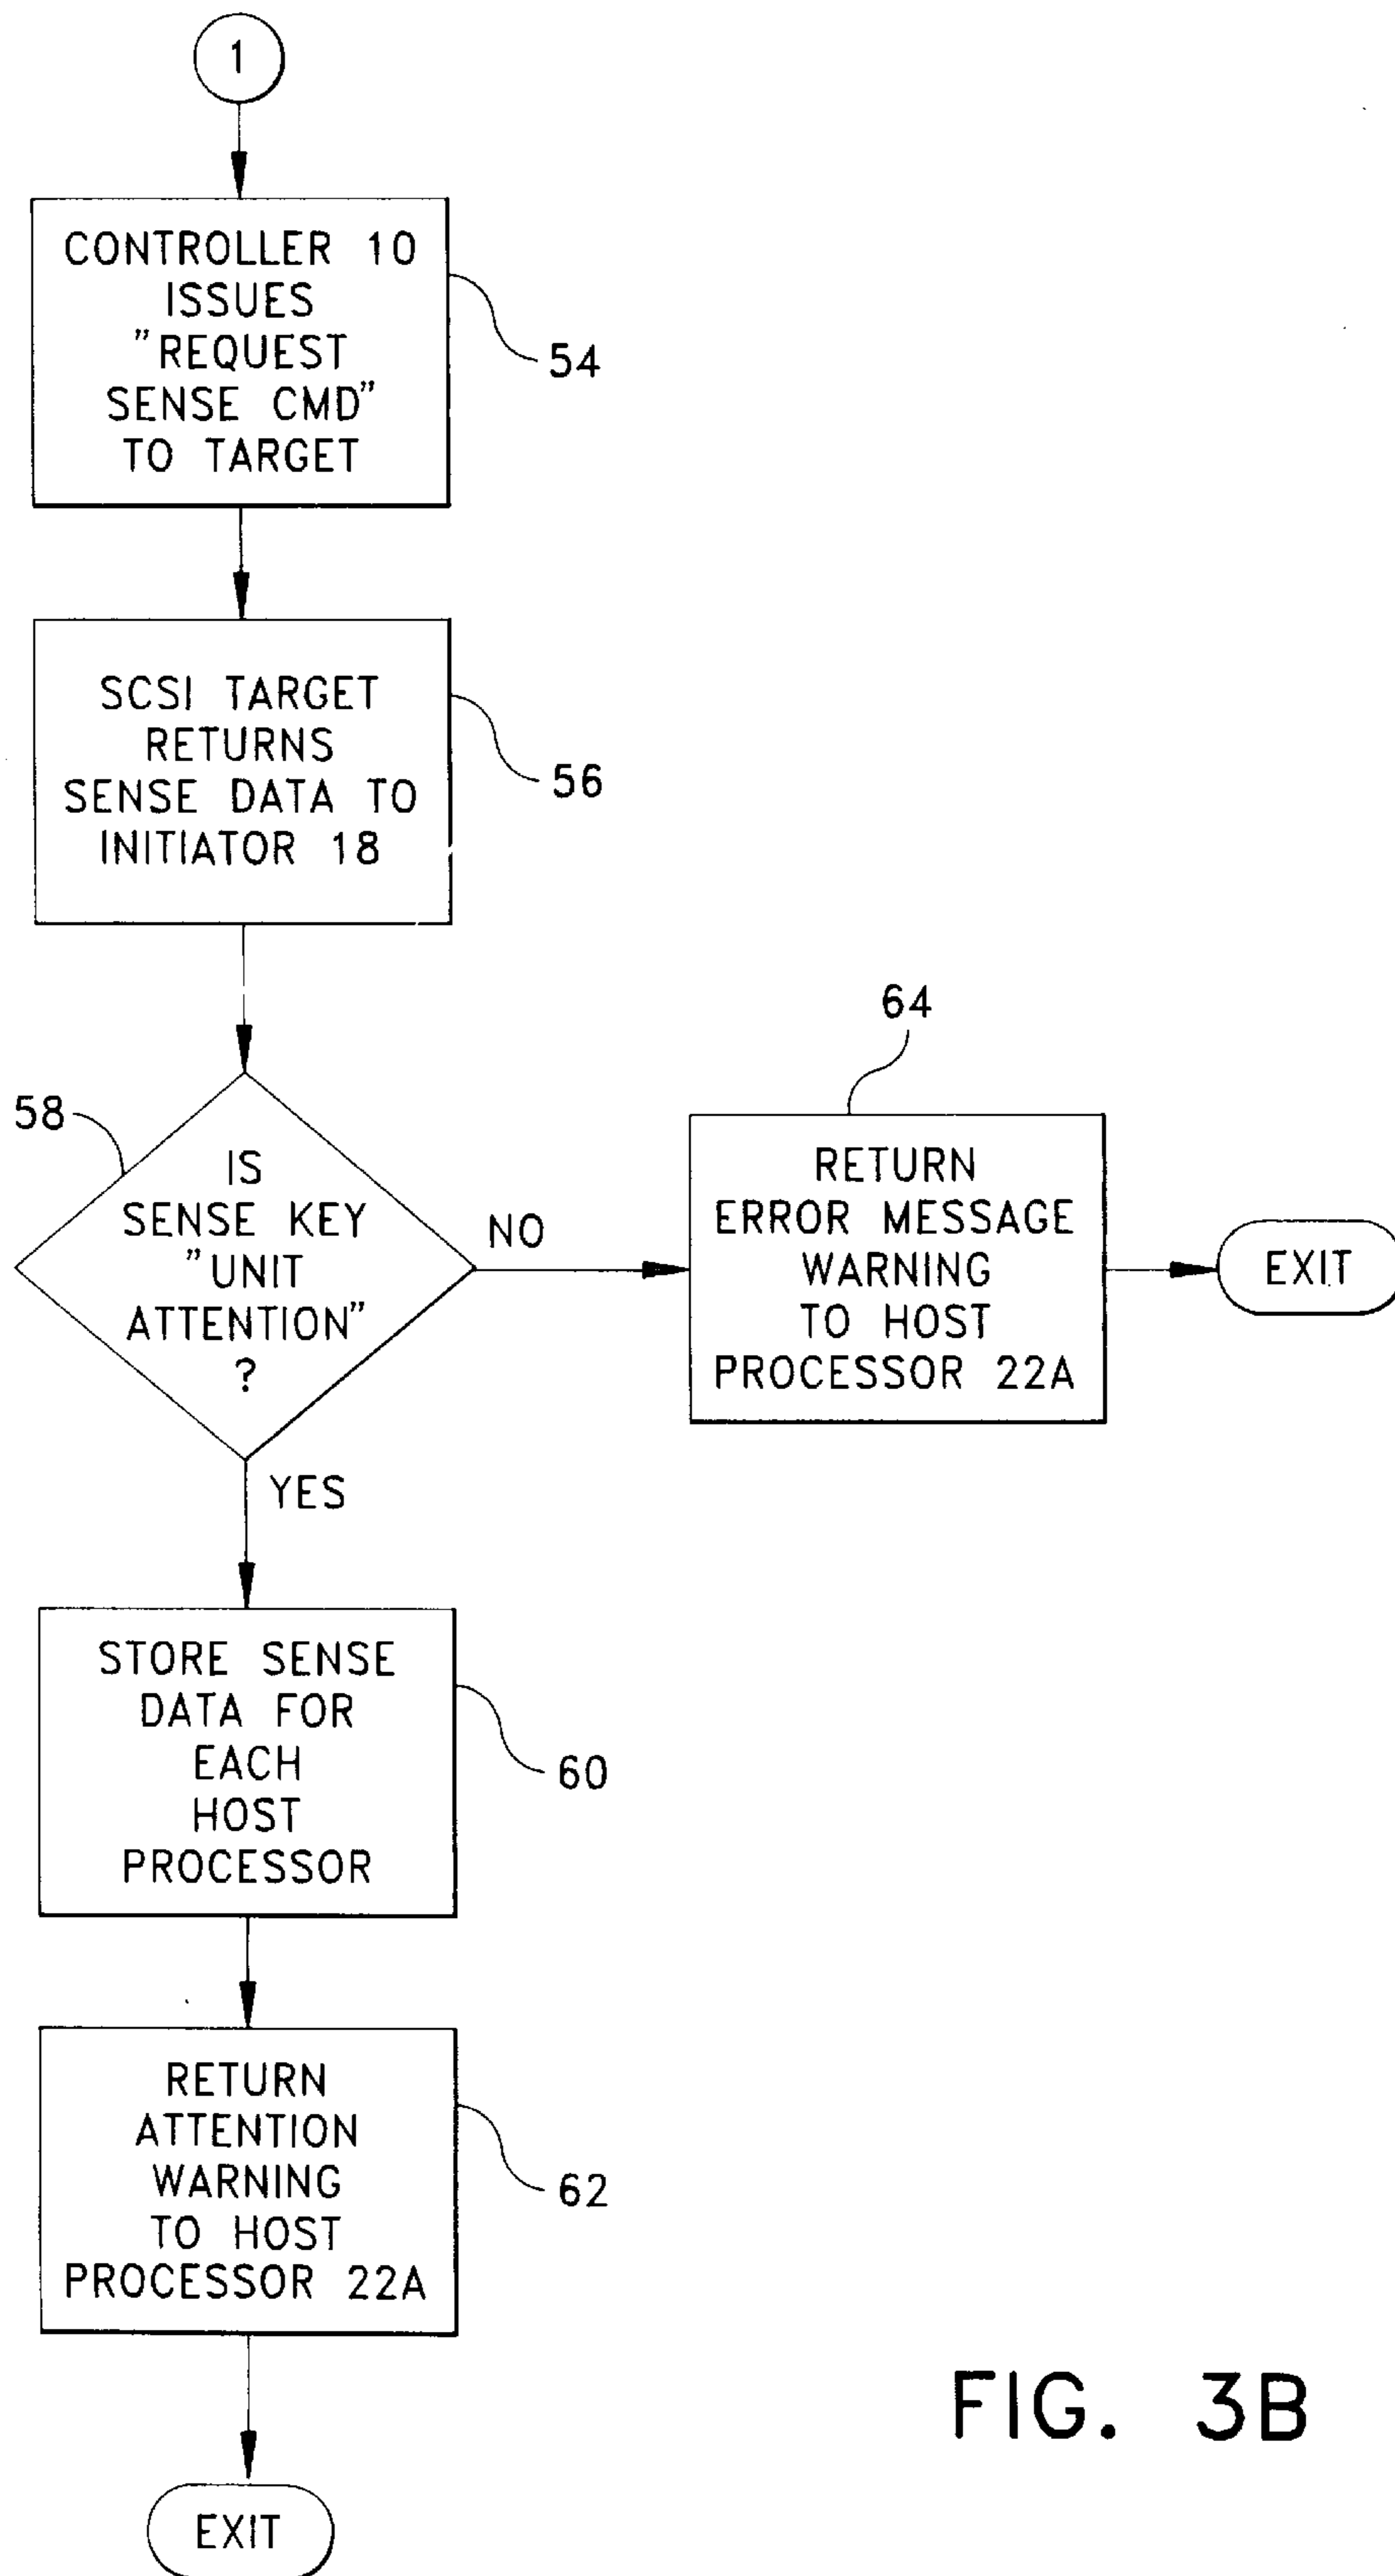 1
CONTROLLER 10
ISSUES
"REQUEST
SENSE CMD"
TO TARGET
54
SCSI TARGET
RETURNS
SENSE DATA TO
INITIATOR 18
56
58
IS
SENSE KEY
"UNIT
ATTENTION"
?
NO
64
RETURN
ERROR MESSAGE
WARNING
TO HOST
PROCESSOR 22A
EXIT
YES
STORE SENSE
DATA FOR
EACH
HOST
PROCESSOR
60
RETURN
ATTENTION
WARNING
TO HOST
PROCESSOR 22A
62
EXIT
FIG. 3B